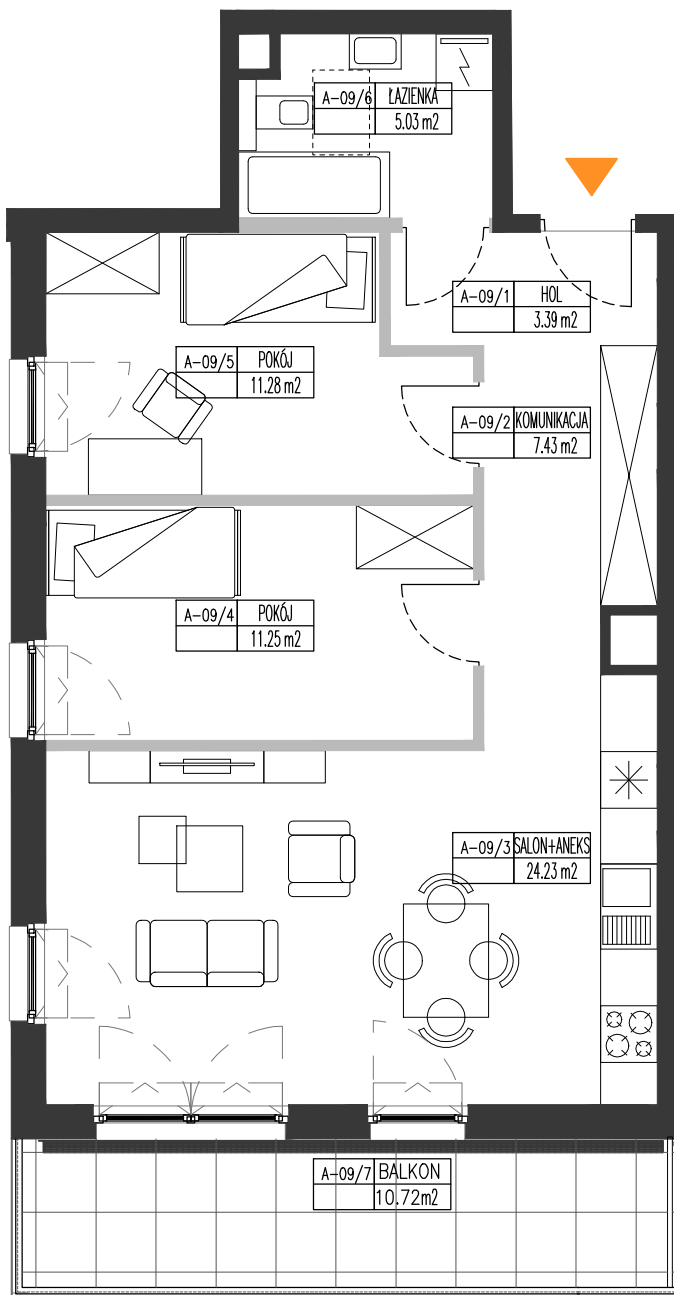 A-09/6 ŁAZIENKA
5.03 m2
A-09/1 HOL
3.39 m2
A-09/5 POKÓJ
11.28 m2
A-09/2 KOMUNIKACJA
7.43 m2
A-09/4 POKÓJ
11.25 m2
A-09/3 SALON+ANEKS
24.23 m2
A-09/7 BALKON
10.72m2